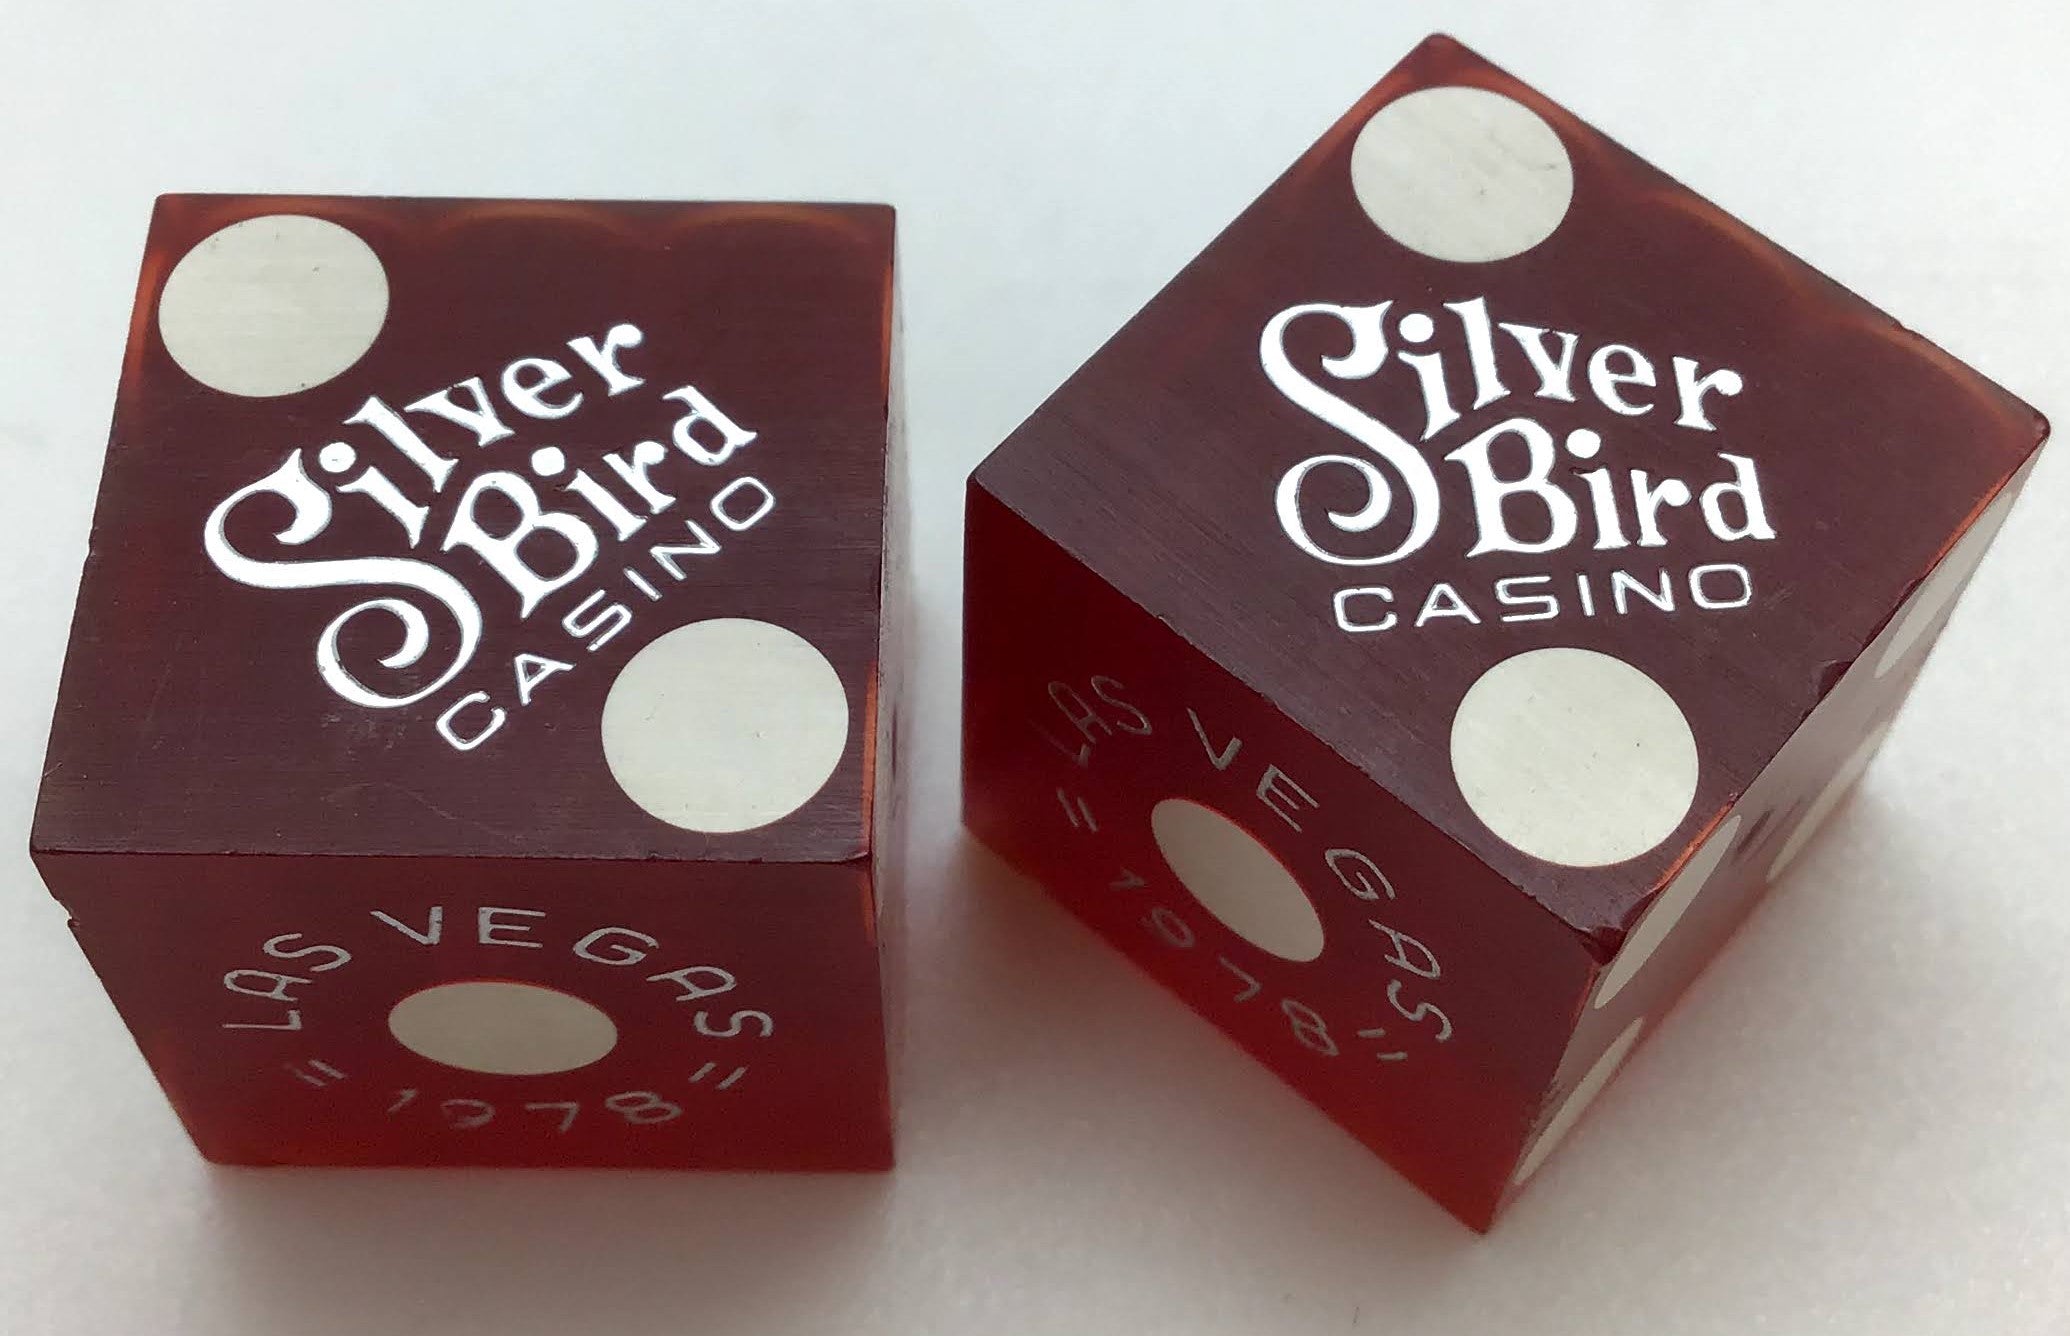 Silver
Bird
CASINO
LAS VEGAS
"1978"
Silver
Bird
CASINO
LAS VEGAS
"1978"